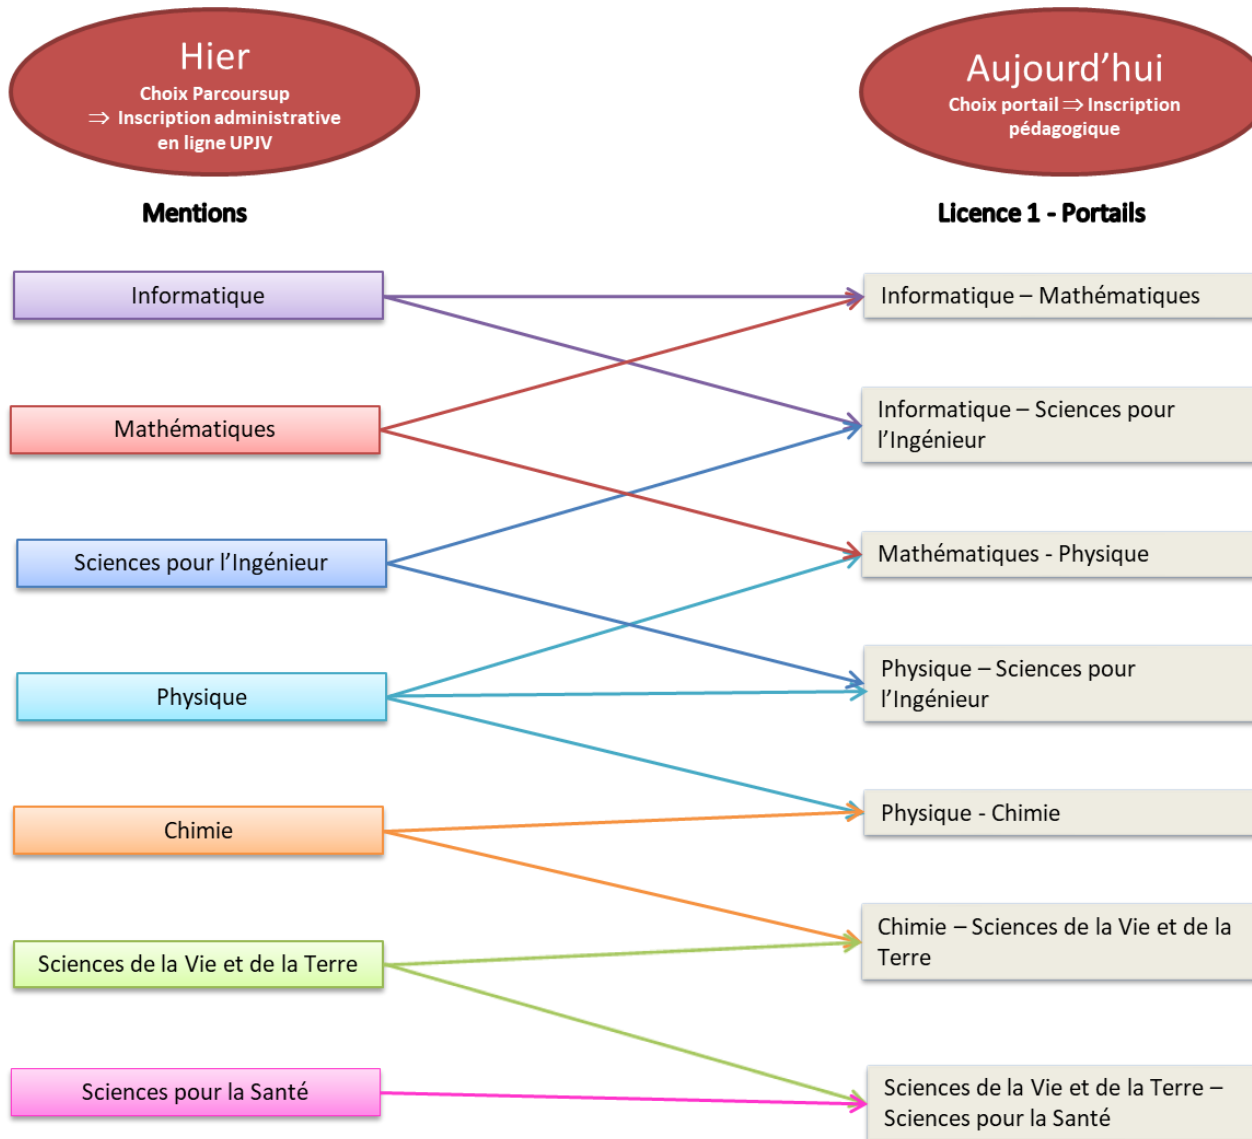 Hier
Choix Parcoursup
⇒ Inscription administrative
en ligne UPJV
Aujourd’hui
Choix portail ⇒ Inscription
pédagogique
Mentions
Licence 1 - Portails
Informatique
Informatique – Mathématiques
Mathématiques
Informatique – Sciences pour
l’Ingénieur
Sciences pour l’Ingénieur
Mathématiques - Physique
Physique
Physique – Sciences pour
l’Ingénieur
Chimie
Physique - Chimie
Sciences de la Vie et de la Terre
Chimie – Sciences de la Vie et de la
Terre
Sciences pour la Santé
Sciences de la Vie et de la Terre –
Sciences pour la Santé